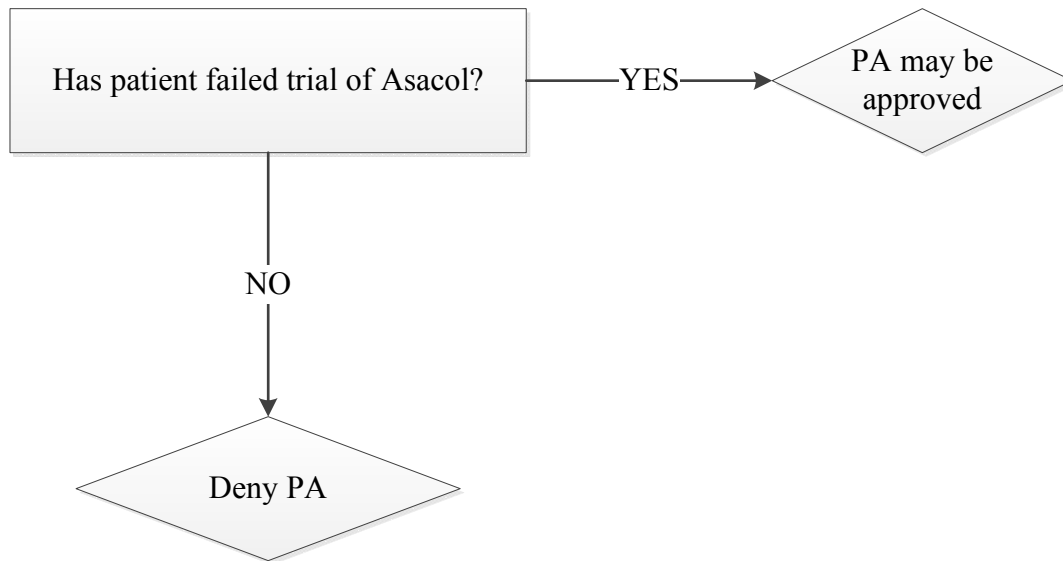 Has patient failed trial of Asacol?
YES
PA may be
approved
NO
Deny PA